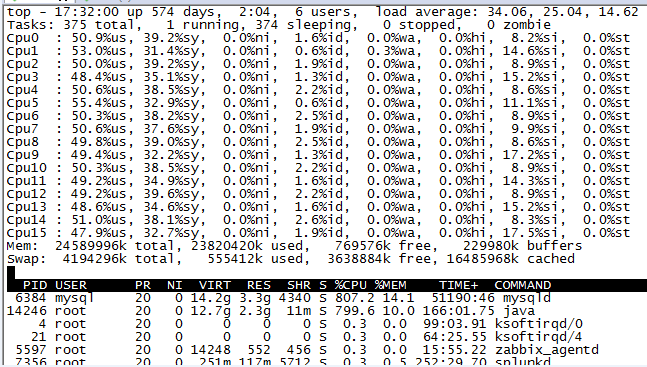 top - 17:32:00 up 574 days,  2:04,  6 users,  load average: 34.06, 25.04, 14.62
Tasks: 375 total,   1 running, 374 sleeping,   0 stopped,   0 zombie
Cpu0  : 50.9%us, 39.2%sy,  0.0%ni,  1.6%id,  0.0%wa,  0.0%hi,  8.2%si,  0.0%st
Cpu1  : 53.0%us, 31.4%sy,  0.0%ni,  0.6%id,  0.3%wa,  0.0%hi, 14.6%si,  0.0%st
Cpu2  : 50.0%us, 39.2%sy,  0.0%ni,  1.9%id,  0.0%wa,  0.0%hi,  8.9%si,  0.0%st
Cpu3  : 48.4%us, 35.1%sy,  0.0%ni,  1.3%id,  0.0%wa,  0.0%hi, 15.2%si,  0.0%st
Cpu4  : 50.6%us, 38.5%sy,  0.0%ni,  2.2%id,  0.0%wa,  0.0%hi,  8.6%si,  0.0%st
Cpu5  : 55.4%us, 32.9%sy,  0.0%ni,  0.6%id,  0.0%wa,  0.0%hi, 11.1%si,  0.0%st
Cpu6  : 50.3%us, 38.2%sy,  0.0%ni,  2.5%id,  0.0%wa,  0.0%hi,  8.9%si,  0.0%st
Cpu7  : 50.6%us, 37.6%sy,  0.0%ni,  1.9%id,  0.0%wa,  0.0%hi,  9.9%si,  0.0%st
Cpu8  : 49.8%us, 39.0%sy,  0.0%ni,  2.5%id,  0.0%wa,  0.0%hi,  8.6%si,  0.0%st
Cpu9  : 49.4%us, 32.2%sy,  0.0%ni,  1.3%id,  0.0%wa,  0.0%hi, 17.2%si,  0.0%st
Cpu10 : 50.3%us, 38.5%sy,  0.0%ni,  2.2%id,  0.0%wa,  0.0%hi,  8.9%si,  0.0%st
Cpu11 : 49.2%us, 34.9%sy,  0.0%ni,  1.6%id,  0.0%wa,  0.0%hi, 14.3%si,  0.0%st
Cpu12 : 49.2%us, 39.6%sy,  0.0%ni,  2.2%id,  0.0%wa,  0.0%hi,  8.9%si,  0.0%st
Cpu13 : 48.6%us, 34.6%sy,  0.0%ni,  1.6%id,  0.0%wa,  0.0%hi, 15.2%si,  0.0%st
Cpu14 : 51.0%us, 38.1%sy,  0.0%ni,  2.6%id,  0.0%wa,  0.0%hi,  8.3%si,  0.0%st
Cpu15 : 47.9%us, 32.7%sy,  0.0%ni,  1.9%id,  0.0%wa,  0.0%hi, 17.5%si,  0.0%st
Mem:  24589996k total, 23820420k used,   769576k free,   229980k buffers
Swap:  4194296k total,   555412k used,  3638884k free, 16485968k cached
PID USER      PR  NI  VIRT  RES  SHR S %CPU %MEM    TIME+  COMMAND
6384 mysql     20   0 14.2g 3.3g 4340 S 807.2 14.1  51190:46 mysqld
14246 root      20   0 12.7g 2.3g  11m S 799.6 10.0 166:01.75 java
4 root      20   0     0    0    0 S  0.3  0.0  99:03.91 ksoftirqd/0
21 root      20   0     0    0    0 S  0.3  0.0  64:25.55 ksoftirqd/4
5597 root      20   0 14248  552  456 S  0.3  0.0  15:55.22 zabbix_agentd
7356 root      20   0  251m 117m 5712 S  0.3  0.5 252:29.70 splunkd